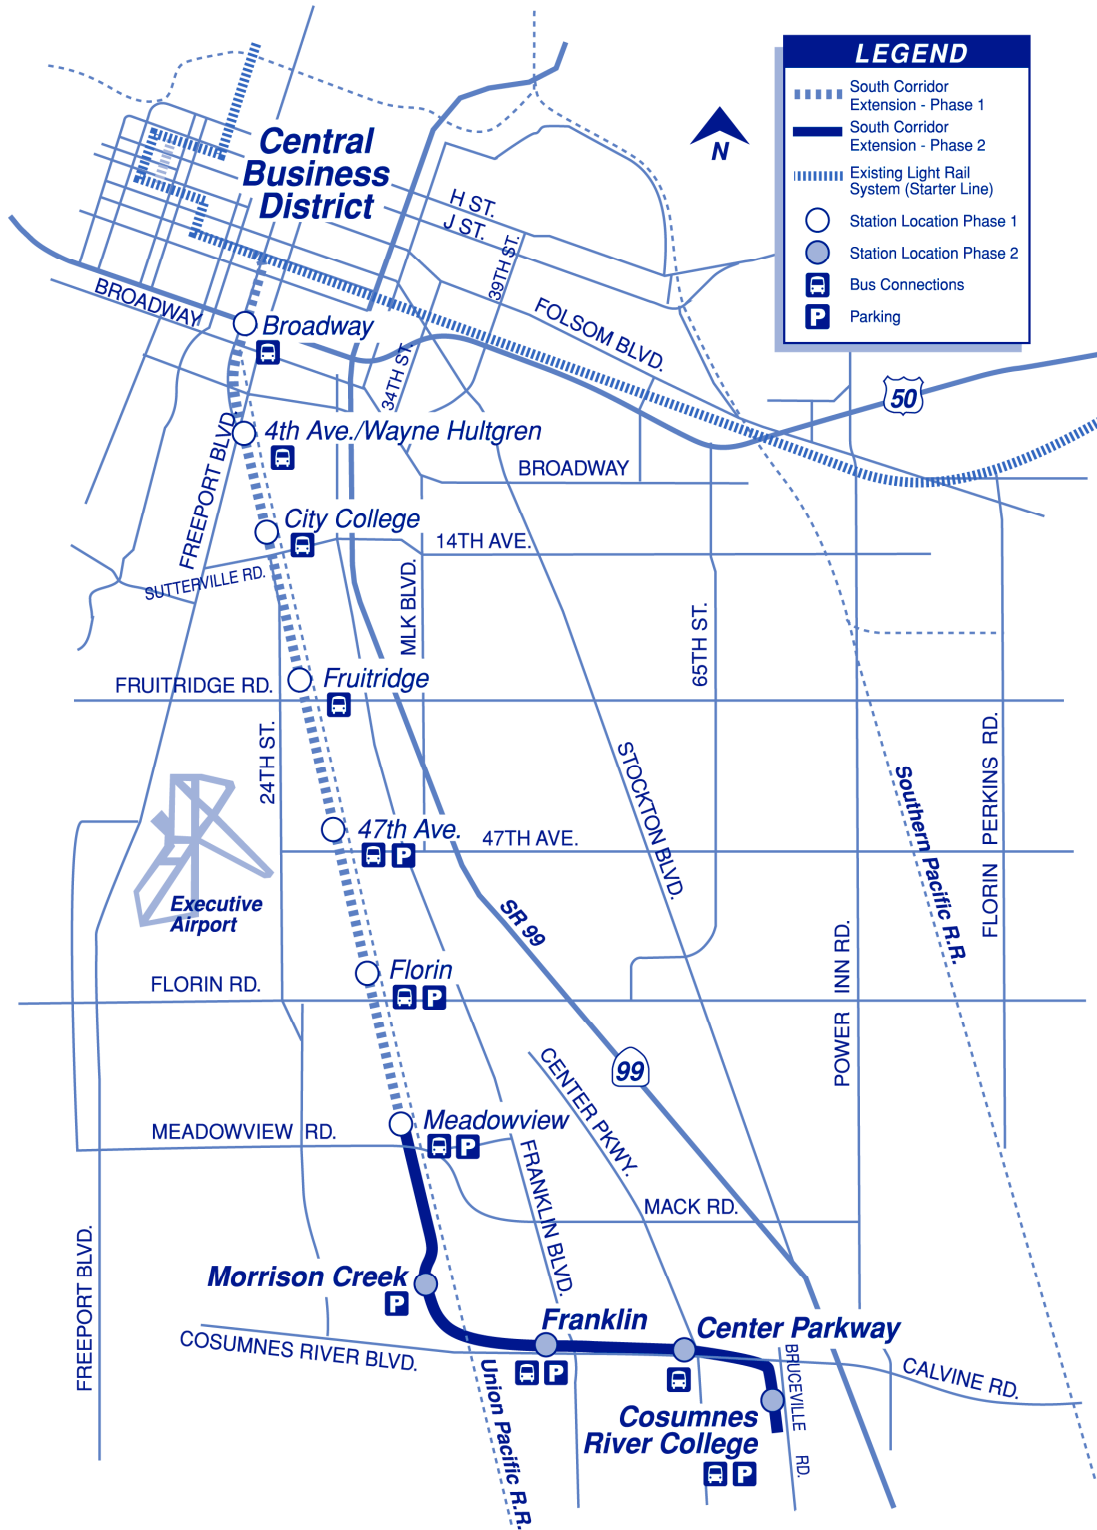 LEGEND
South Corridor
Extension - Phase 1
South Corridor
Extension - Phase 2
Existing Light Rail
System (Starter Line)
Station Location Phase 1
Station Location Phase 2
Bus Connections
P
Parking
N
Central
Business
District
H ST.
J ST.
39TH ST.
BROADWAY
Broadway
FOLSOM BLVD.
34TH ST.
50
FREEPORT BLVD.
4th Ave./Wayne Hultgren
BROADWAY
City College
14TH AVE.
SUTTERVILLE RD.
MLK BLVD.
65TH ST.
FRUITRIDGE RD.
Fruitridge
24TH ST.
STOCKTON BLVD.
Southern Pacific R.R.
FLORIN PERKINS RD.
47th Ave.
P
47TH AVE.
Executive
Airport
SR 99
POWER INN RD.
FLORIN RD.
Florin
P
99
CENTER PKWY.
MEADOWVIEW RD.
Meadowview
P
FRANKLIN BLVD.
MACK RD.
FREEPORT BLVD.
Morrison Creek
P
Franklin
P
Center Parkway
COSUMNES RIVER BLVD.
Union Pacific R.R.
BRUCEVILLE RD.
CALVINE RD.
Cosumnes
River College
P